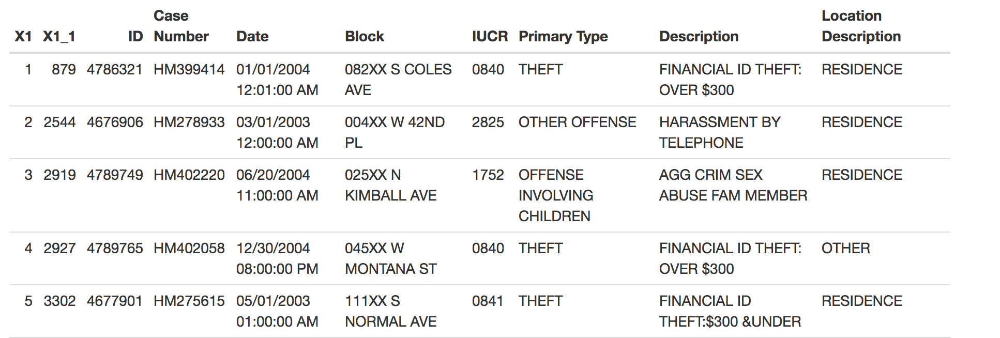 Case Location
X1 X1_1 ID Number Date Block IUCR Primary Type Description Description
1 879 4786321 HM399414 01/01/2004 082XX S COLES 0840 THEFT FINANCIAL ID THEFT: RESIDENCE
12:01:00 AM AVE OVER $300
2 2544 4676906 HM278933 03/01/2003 004XX W 42ND 2825 OTHER OFFENSE HARASSMENT BY RESIDENCE
12:00:00 AM PL TELEPHONE
3 2919 4789749 HM402220 06/20/2004 025XX N 1752 OFFENSE AGG CRIM SEX RESIDENCE
11:00:00 AM KIMBALL AVE INVOLVING ABUSE FAM MEMBER
CHILDREN
4 2927 4789765 HM402058 12/30/2004 045XX W 0840 THEFT FINANCIAL ID THEFT: OTHER
08:00:00 PM MONTANA ST OVER $300
5 3302 4677901 HM275615 05/01/2003 111XX S 0841 THEFT FINANCIAL ID RESIDENCE
01:00:00 AM NORMAL AVE THEFT:$300 &UNDER